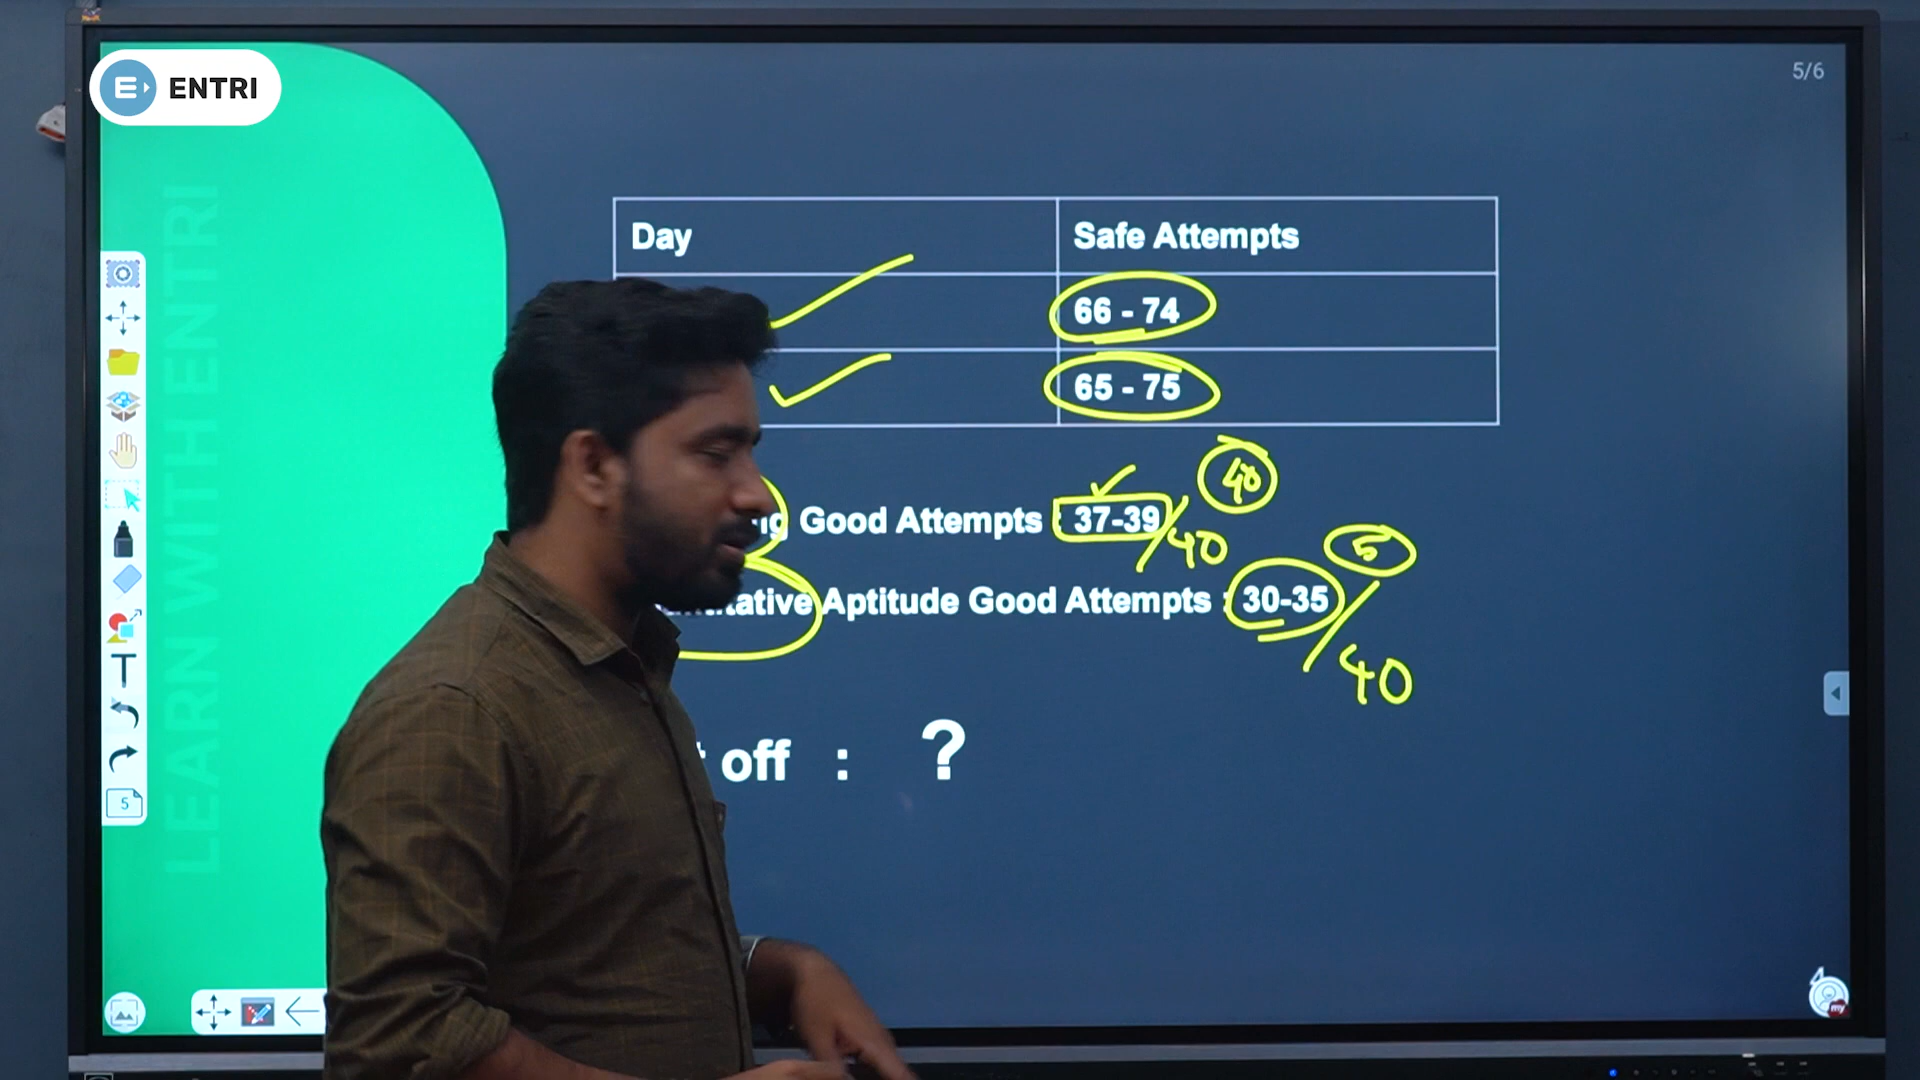 ENTRI
5/6
LEARN WITH ENTRI
Day Safe Attempts
66 - 74
65 - 75
40
Good Attempts : 37-39 /40
5
Aptitude Good Attempts : 30-35 /
40
off : ?
T
5